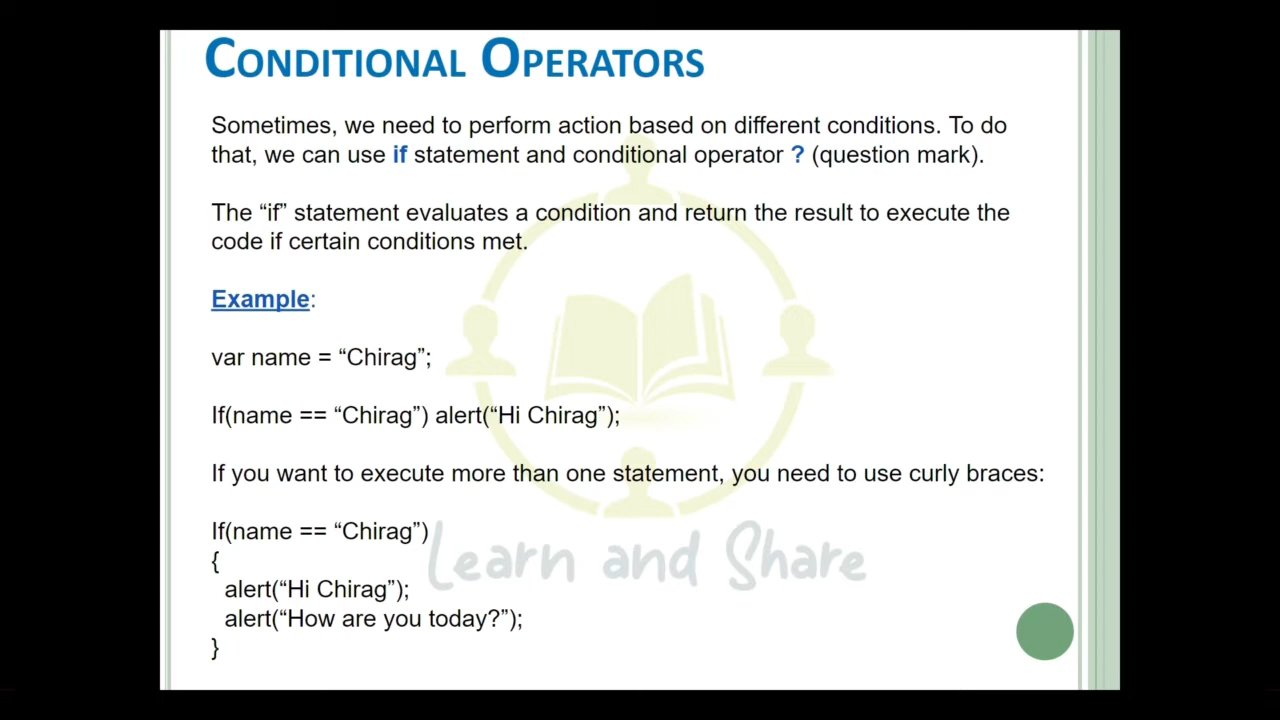 CONDITIONAL OPERATORS
Sometimes, we need to perform action based on different conditions. To do
that, we can use if statement and conditional operator ? (question mark).
The “if” statement evaluates a condition and return the result to execute the
code if certain conditions met.
Example:
var name = “Chirag”;
If(name == “Chirag”) alert(“Hi Chirag”);
If you want to execute more than one statement, you need to use curly braces:
If(name == “Chirag”)
{
alert(“Hi Chirag”);
alert(“How are you today?”);
}
Learn and Share